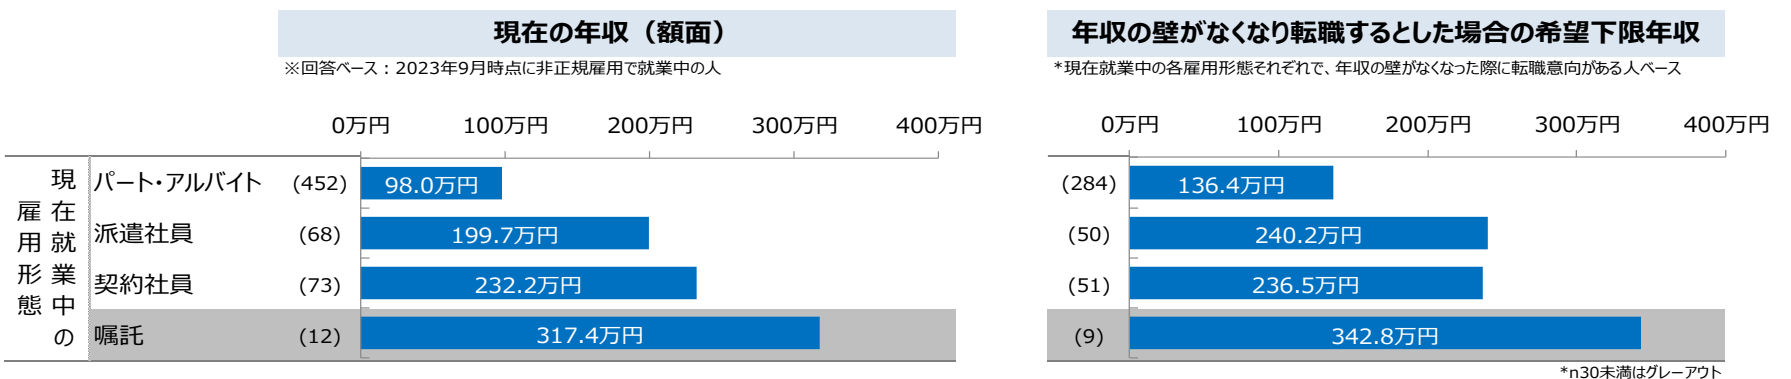 現在の年収（額面）
※回答ベース：2023年9月時点に非正規雇用で就業中の人
0万円 100万円 200万円 300万円 400万円
年収の壁がなくなり転職するとした場合の希望下限年収
*現在就業中の各雇用形態それぞれで、年収の壁がなくなった際に転職意向がある人ベース
0万円 100万円 200万円 300万円 400万円
現在就業中の
雇用形態
パート・アルバイト (452) 98.0万円 (284) 136.4万円
派遣社員 (68) 199.7万円 (50) 240.2万円
契約社員 (73) 232.2万円 (51) 236.5万円
嘱託 (12) 317.4万円 (9) 342.8万円
*n30未満はグレーアウト